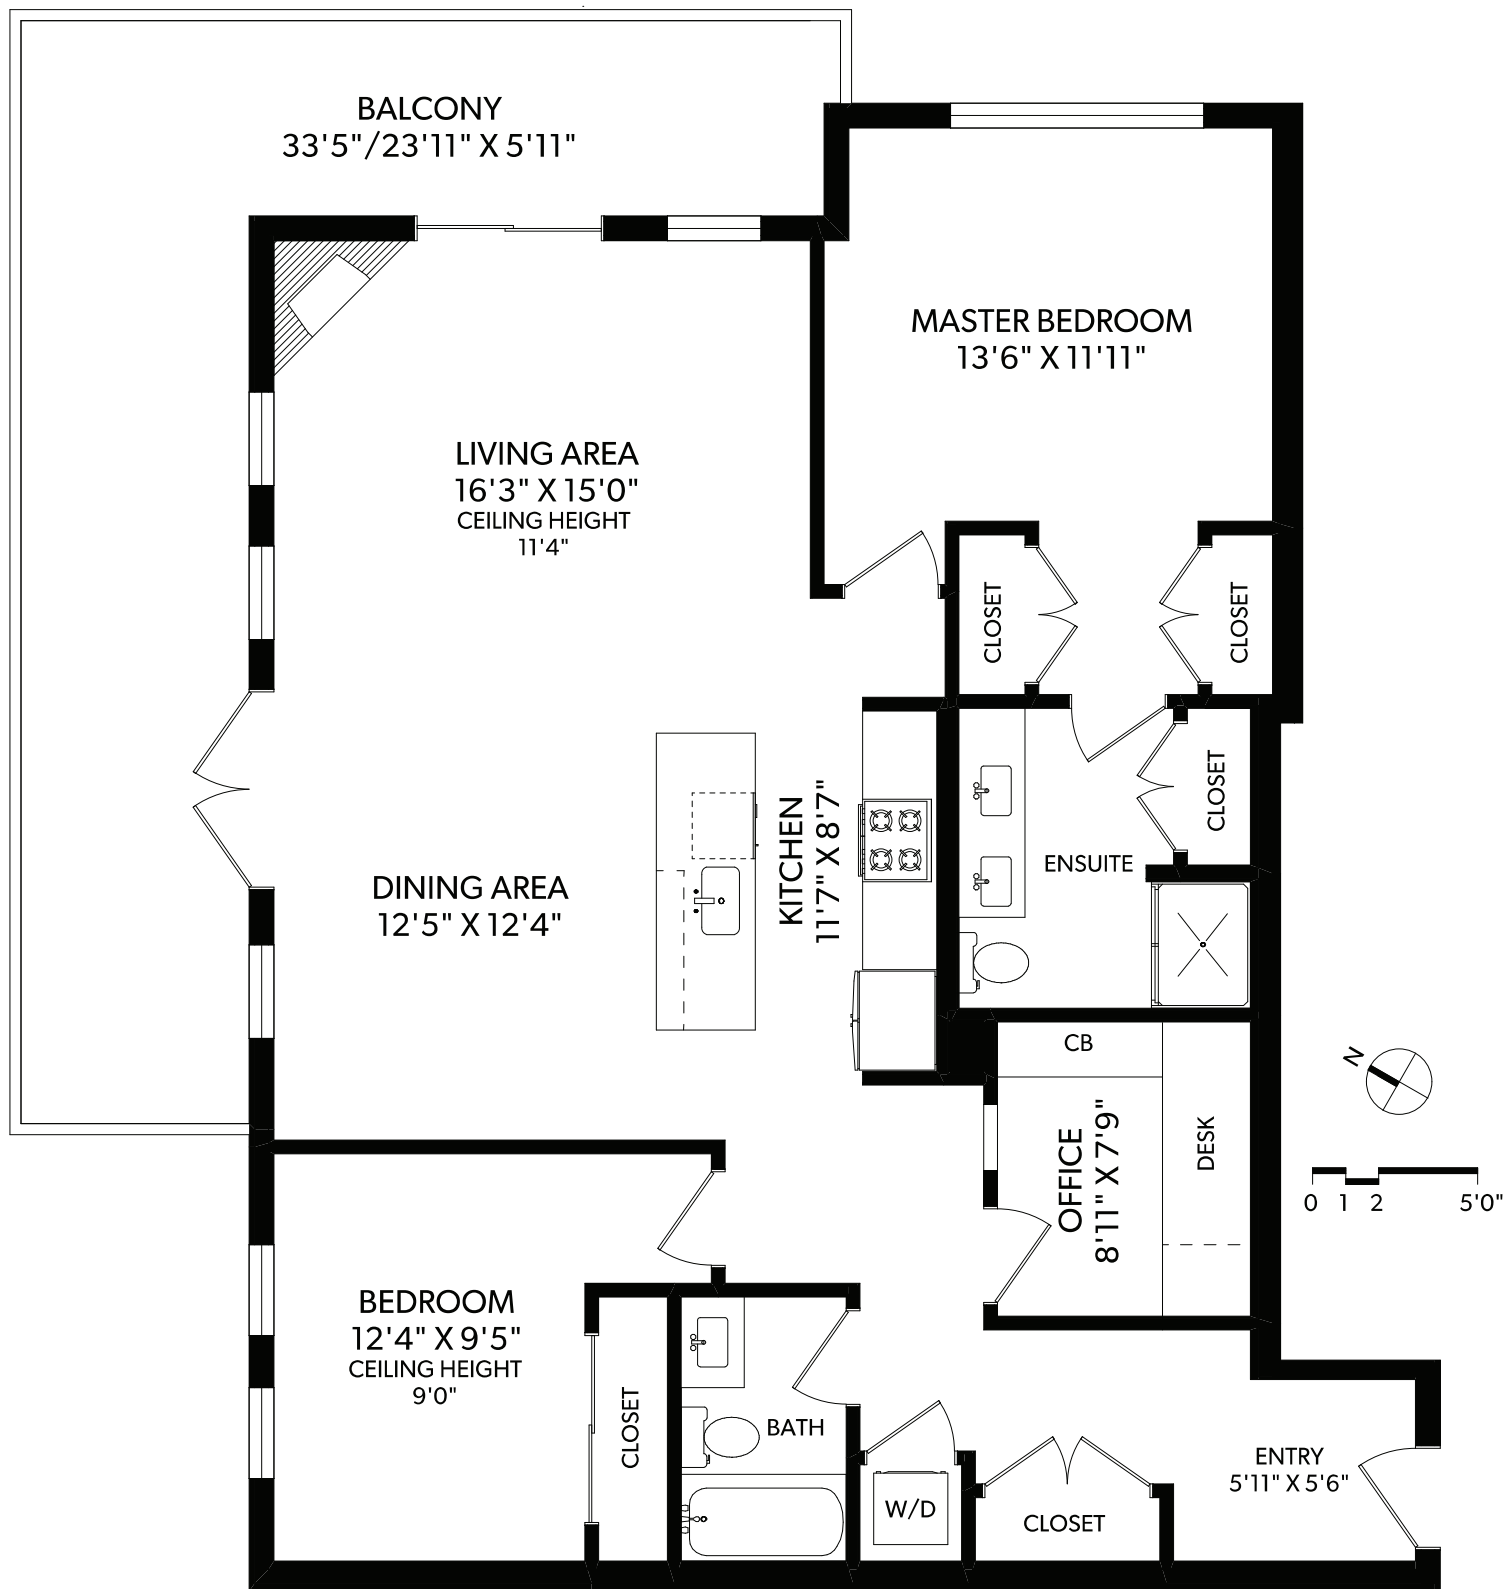 BALCONY
33'5"/23'11" X 5'11"
MASTER BEDROOM
13'6" X 11'11"
LIVING AREA
16'3" X 15'0"
CEILING HEIGHT
11'4"
CLOSET
CLOSET
KITCHEN
11'7" X 8'7"
CLOSET
ENSUITE
DINING AREA
12'5" X 12'4"
CB
OFFICE
8'11" X 7'9"
DESK
N
0 1 2 5'0"
BEDROOM
12'4" X 9'5"
CEILING HEIGHT
9'0"
CLOSET
BATH
W/D
CLOSET
ENTRY
5'11" X 5'6"